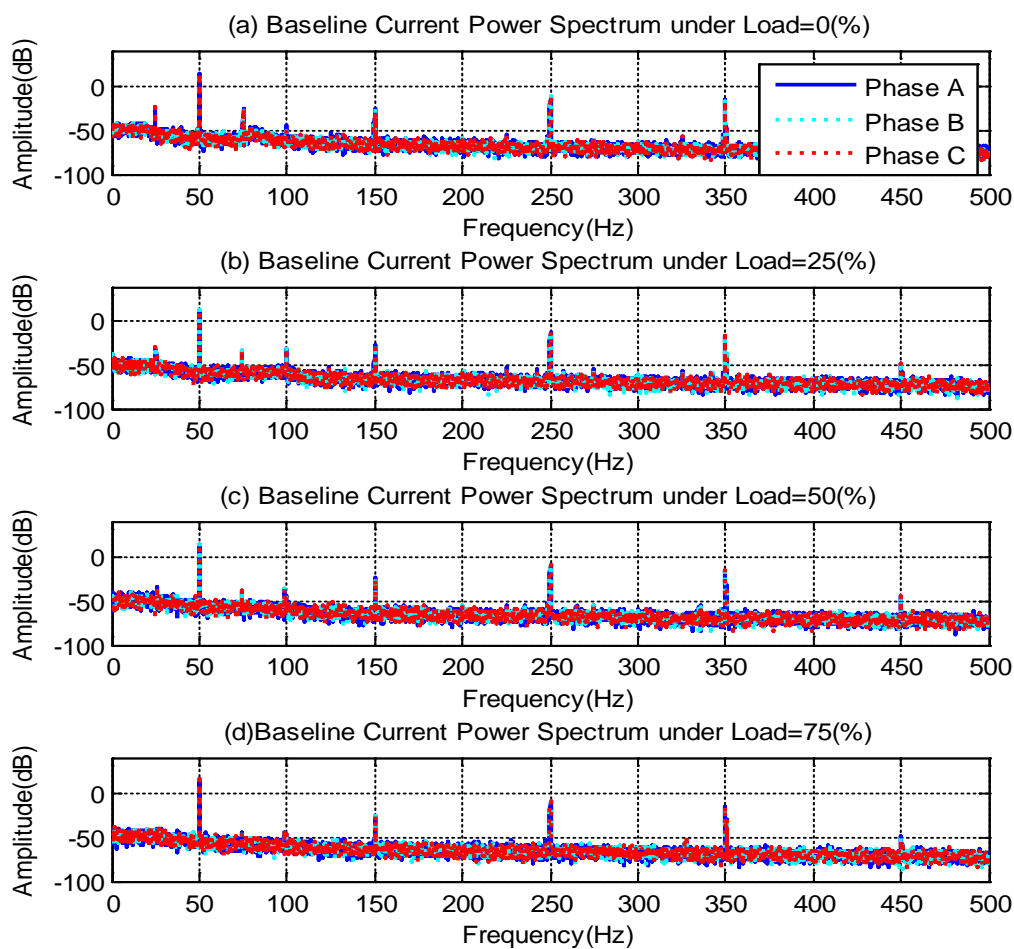 (a) Baseline Current Power Spectrum under Load=0(%)
Amplitude(dB)
0
-50
-100
Phase A
Phase B
Phase C
0 50 100 150 200 250 300 350 400 450 500
Frequency(Hz)
(b) Baseline Current Power Spectrum under Load=25(%)
Amplitude(dB)
0
-50
-100
0 50 100 150 200 250 300 350 400 450 500
Frequency(Hz)
(c) Baseline Current Power Spectrum under Load=50(%)
Amplitude(dB)
0
-50
-100
0 50 100 150 200 250 300 350 400 450 500
Frequency(Hz)
(d)Baseline Current Power Spectrum under Load=75(%)
Amplitude(dB)
0
-50
-100
0 50 100 150 200 250 300 350 400 450 500
Frequency(Hz)